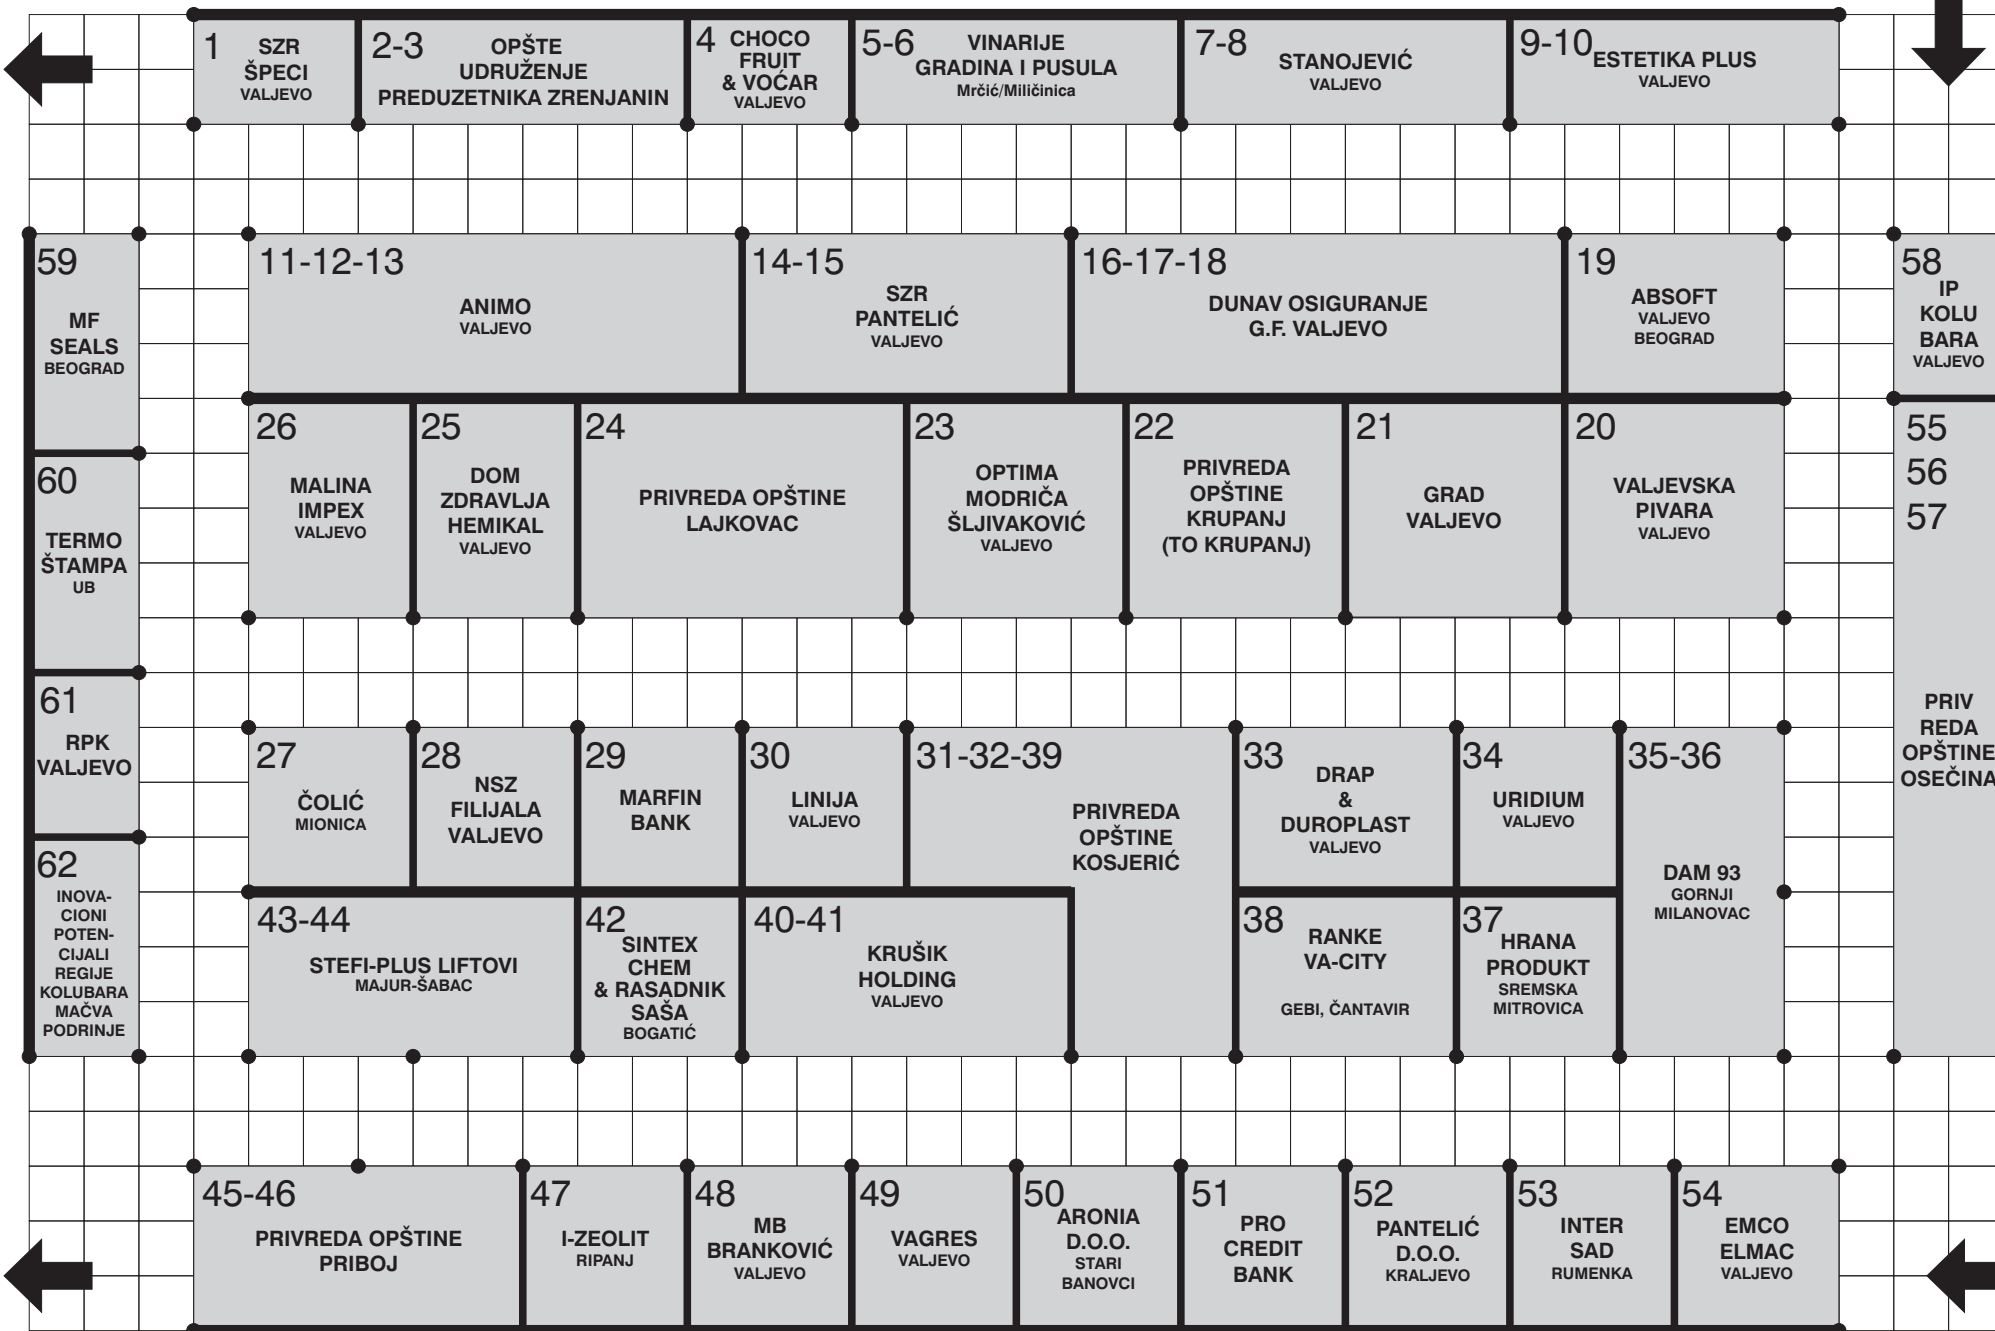 1
SZR
ŠPECI
VALJEVO
2-3
OPŠTE
UDRUŽENJE
PREDUZETNIKA ZRENJANIN
4
CHOCO
FRUIT
& VOĆAR
VALJEVO
5-6
VINARIJE
GRADINA I PUSULA
Mrčić/Miličinica
7-8
STANOJEVIĆ
VALJEVO
9-10
ESTETIKA PLUS
VALJEVO
59
MF
SEALS
BEOGRAD
11-12-13
ANIMO
VALJEVO
14-15
SZR
PANTELIĆ
VALJEVO
16-17-18
DUNAV OSIGURANJE
G.F. VALJEVO
19
ABSOFT
VALJEVO
BEOGRAD
58
IP
KOLU
BARA
VALJEVO
60
TERMO
ŠTAMPA
UB
26
MALINA
IMPEX
VALJEVO
25
DOM
ZDRAVLJA
HEMIKAL
VALJEVO
24
PRIVREDA OPŠTINE
LAJKOVAC
23
OPTIMA
MODRIČA
ŠLJIVAKOVIĆ
VALJEVO
22
PRIVREDA
OPŠTINE
KRUPANJ
(TO KRUPANJ)
21
GRAD
VALJEVO
20
VALJEVSKA
PIVARA
VALJEVO
55
56
57
PRIV
REDA
OPŠTINE
OSEČINA
61
RPK
VALJEVO
27
ČOLIĆ
MIONICA
28
NSZ
FILIJALA
VALJEVO
29
MARFIN
BANK
30
LINIJA
VALJEVO
31-32-39
PRIVREDA
OPŠTINE
KOSJERIĆ
33
DRAP
&
DUROPLAST
VALJEVO
34
URIDIUM
VALJEVO
35-36
DAM 93
GORNJI
MILANOVAC
62
INOVA-
CIONI
POTEN-
CIJALI
REGIJE
KOLUBARA
MAČVA
PODRINJE
43-44
STEFI-PLUS LIFTOVI
MAJUR-ŠABAC
42
SINTEX
CHEM
& RASADNIK
SAŠA
BOGATIĆ
40-41
KRUŠIK
HOLDING
VALJEVO
38
RANKE
VA-CITY
GEBI, ČANTAVIR
37
HRANA
PRODUKT
SREMSKA
MITROVICA
45-46
PRIVREDA OPŠTINE
PRIBOJ
47
I-ZEOLIT
RIPANJ
48
MB
BRANKOVIĆ
VALJEVO
49
VAGRES
VALJEVO
50
ARONIA
D.O.O.
STARI
BANOVCI
51
PRO
CREDIT
BANK
52
PANTELIĆ
D.O.O.
KRALJEVO
53
INTER
SAD
RUMENKA
54
EMCO
ELMAC
VALJEVO